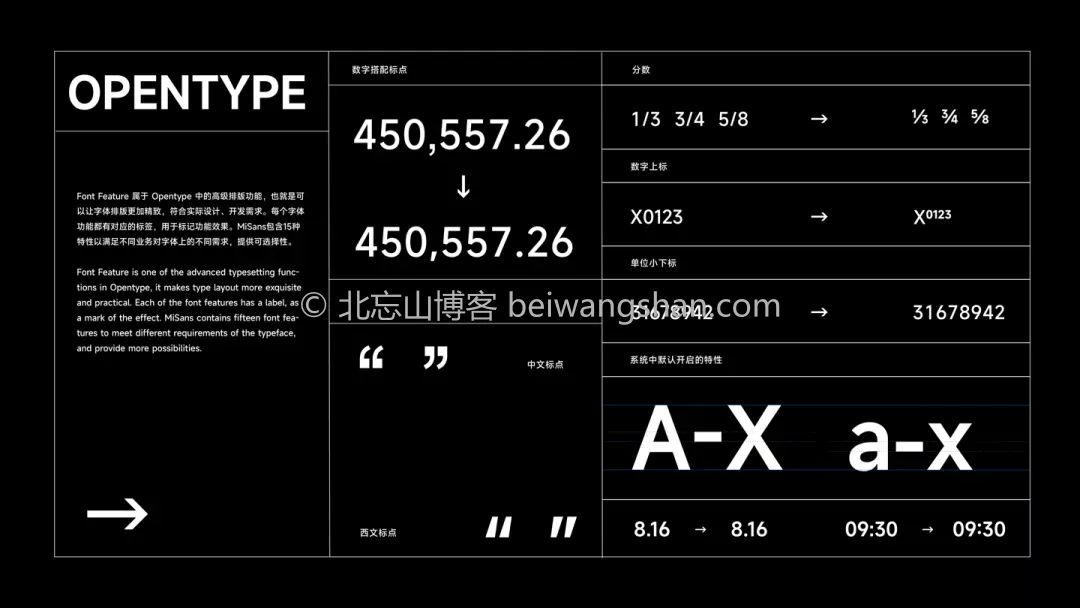 OPENTYPE
Font Feature 属于 Opentype 中的高级排版功能，也就是可
以让字体排版更加精致，符合实际设计、开发需求。每个字体
功能都有对应的标签，用于标记功能效果。MiSans包含15种
特性以满足不同业务对字体上的不同需求，提供可选择性。
Font Feature is one of the advanced typesetting func-
tions in Opentype, it makes type layout more exquisite
and practical. Each of the font features has a label, as
a mark of the effect. MiSans contains fifteen font fea-
tures to meet different requirements of the typeface,
and provide more possibilities.
→
数字搭配标点
450,557.26
↓
450,557.26
“ ” 中文标点
西文标点 “ ”
分数
1/3 3/4 5/8 → ⅓ ¾ ⅝
数字上标
X0123 → X⁰¹²³
单位小下标
31678942 → 31678942
系统中默认开启的特性
A-X a-x
8.16 → 8.16 09:30 → 09:30
© 北忘山博客 beiwangshan.com